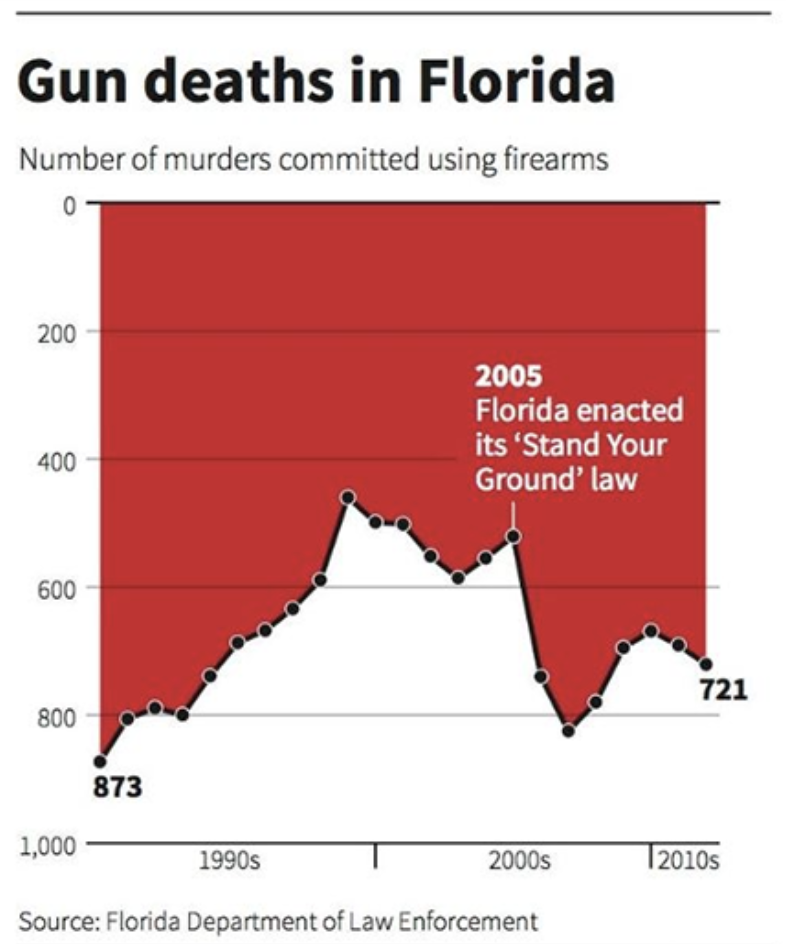 Gun deaths in Florida
Number of murders committed using firearms
0
200
2005
Florida enacted
its ‘Stand Your
Ground’ law
400
600
721
800
873
1,000
1990s 2000s 2010s
Source: Florida Department of Law Enforcement